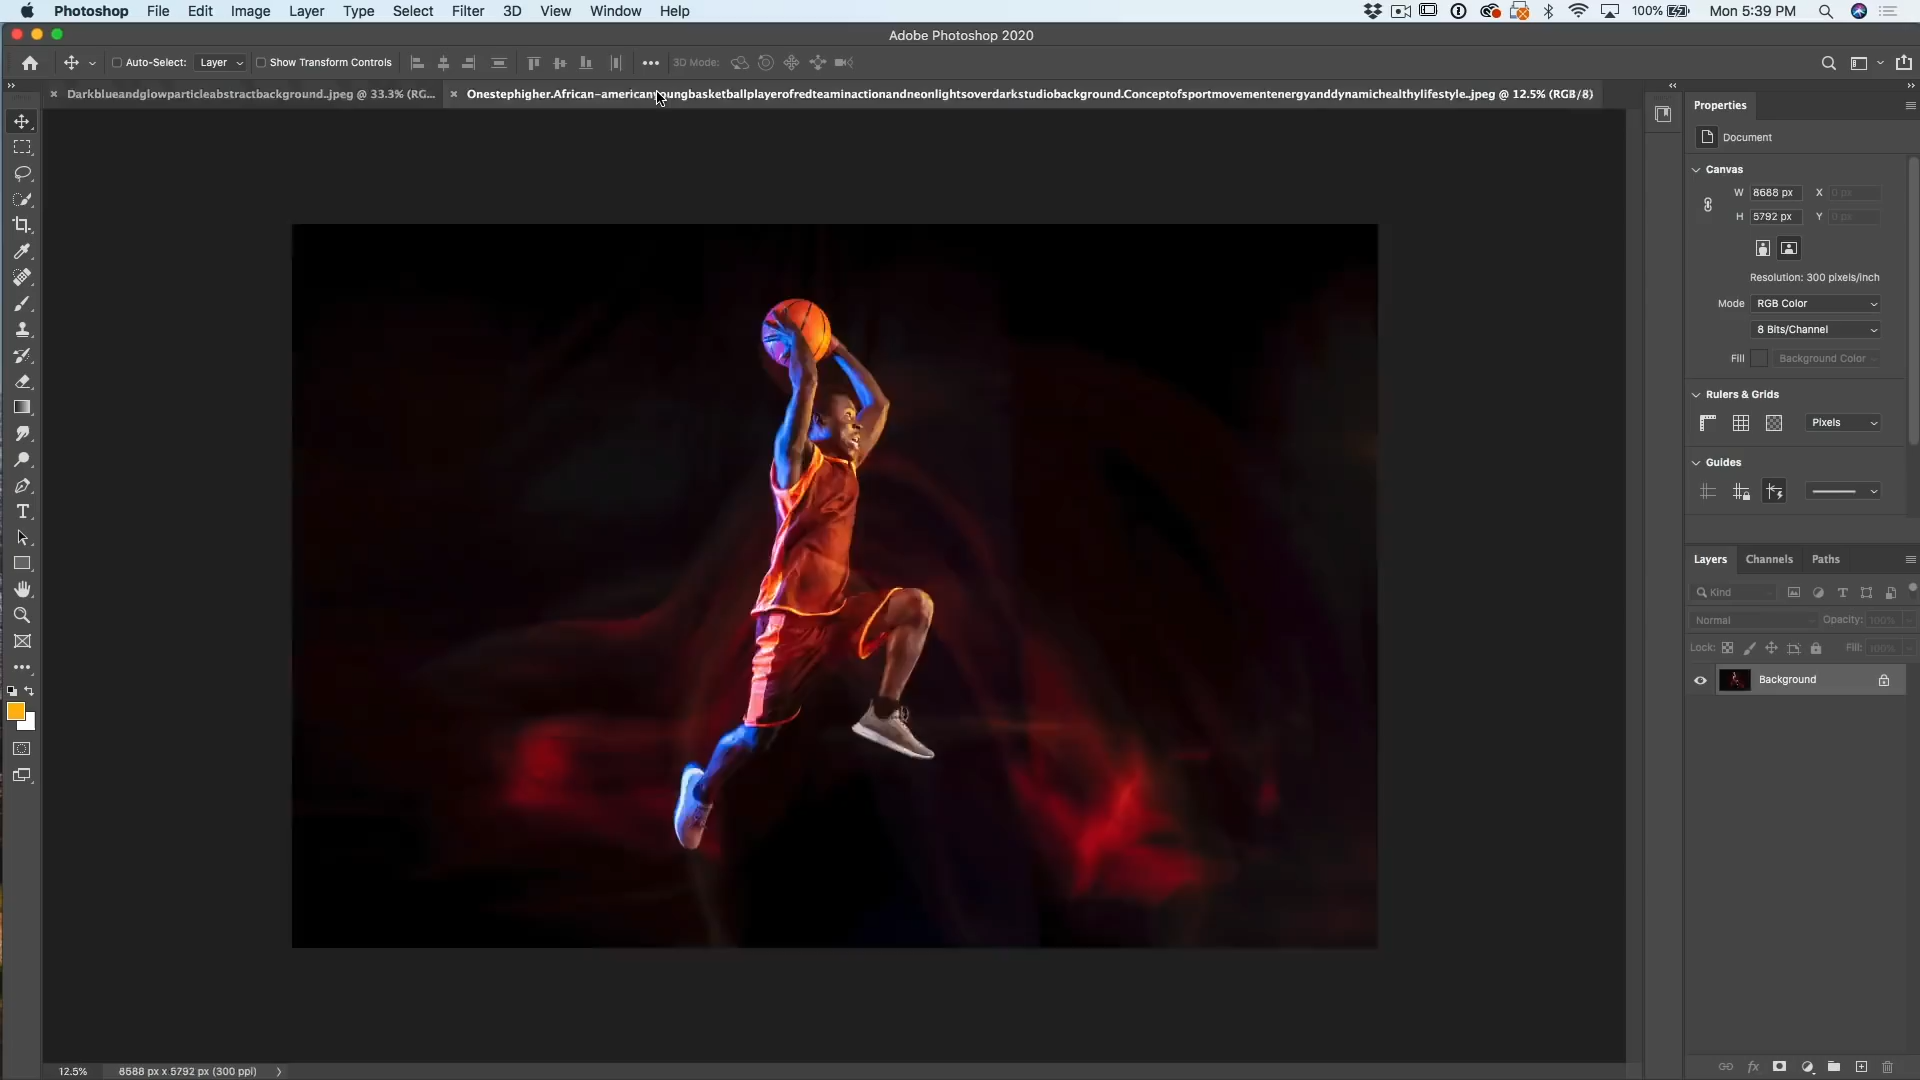 Photoshop File Edit Image Layer Type Select Filter 3D View Window Help 100% Mon 5:39 PM
Adobe Photoshop 2020
Auto-Select: Layer Show Transform Controls 3D Mode:
Darkblueandglowparticleabstractbackground..jpeg @ 33.3% (RG... Onestephigher.African-american oungbasketballplayerofredteaminactionandneonlightsoverdarkstudiobackground.Conceptofsportmovementenergyanddynamichealthylifestyle..jpeg @ 12.5% (RGB/8)
Properties
Document
Canvas
W 8688 px X 0 px
H 5792 px Y 0 px
Resolution: 300 pixels/inch
Mode RGB Color
8 Bits/Channel
Fill Background Color
Rulers & Grids
Pixels
Guides
Layers Channels Paths
Kind
Normal Opacity: 100%
Lock: Fill: 100%
Background
12.5% 8688 px x 5792 px (300 ppi)